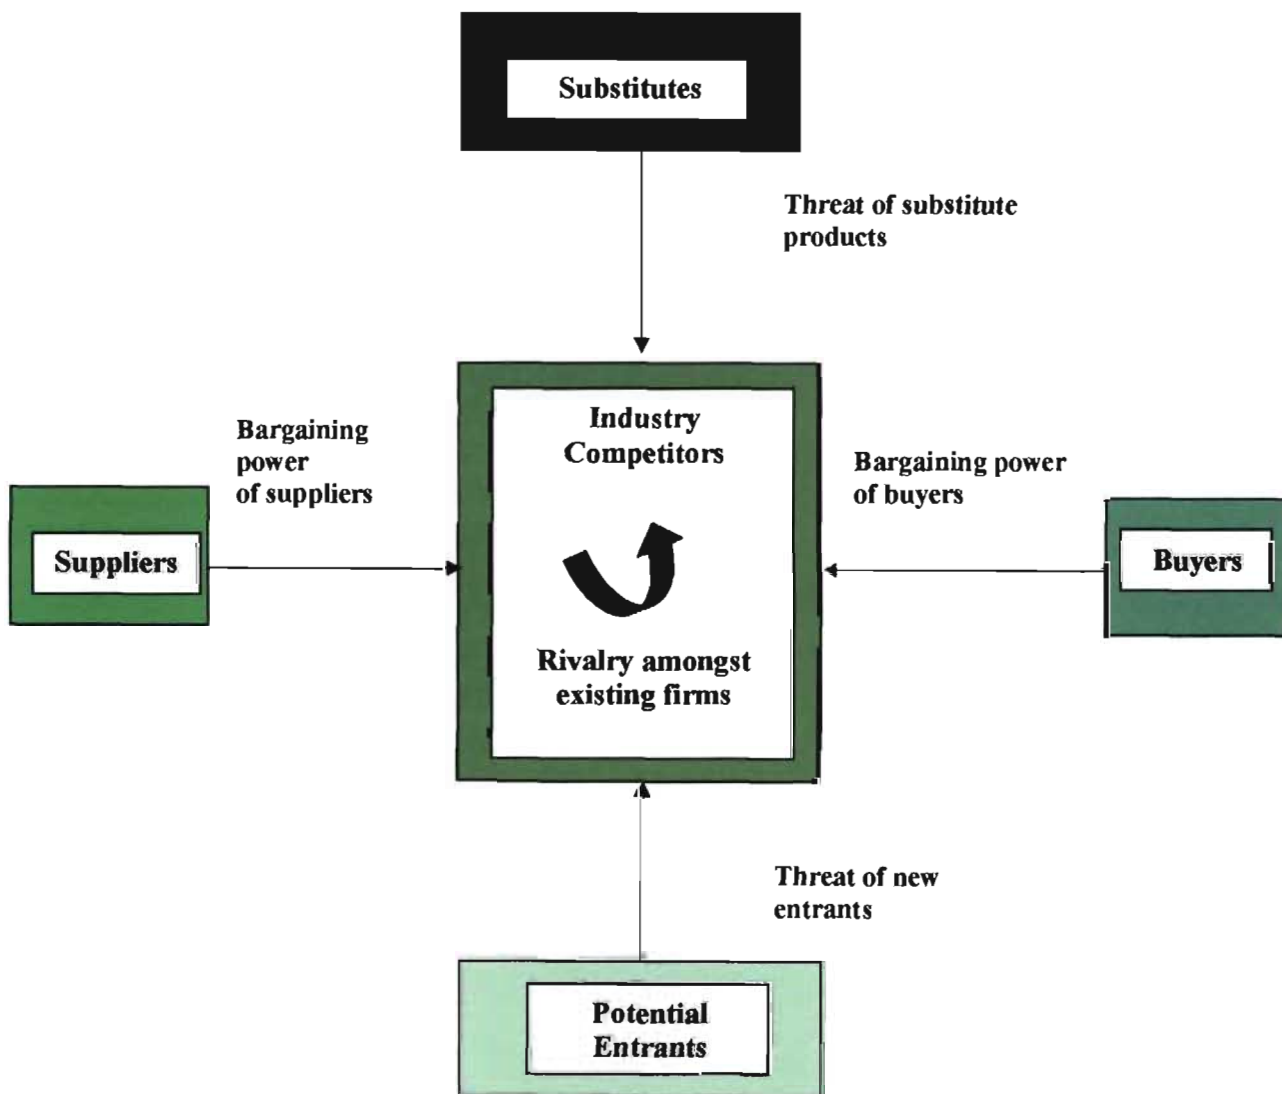 Substitutes
Threat of substitute
products
Industry
Competitors
Bargaining
power
of suppliers
Bargaining power
of buyers
Suppliers
Buyers
Rivalry amongst
existing firms
Threat of new
entrants
Potential
Entrants